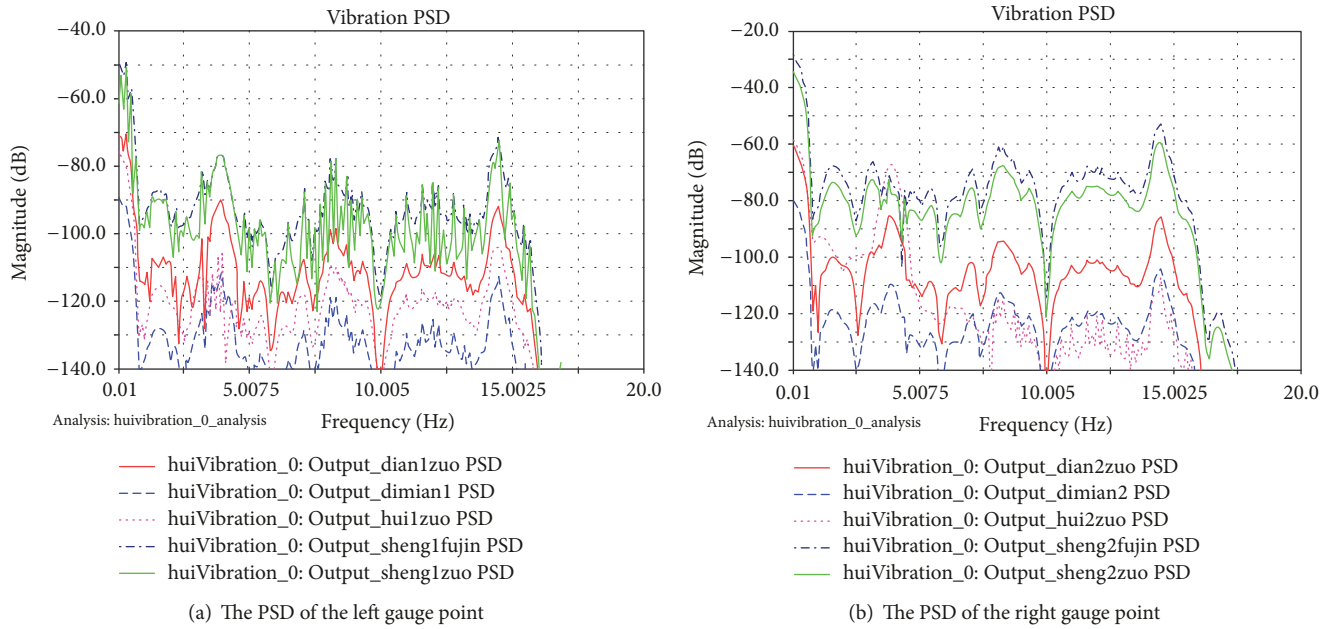 Vibration PSD
−40.0
−60.0
−80.0
−100.0
−120.0
−140.0
Magnitude (dB)
0.01
5.0075
10.005
15.0025
20.0
Analysis: huivibration_0_analysis
Frequency (Hz)
huiVibration_0: Output_dian1zuo PSD
huiVibration_0: Output_dimian1 PSD
huiVibration_0: Output_hui1zuo PSD
huiVibration_0: Output_sheng1fujin PSD
huiVibration_0: Output_sheng1zuo PSD
(a) The PSD of the left gauge point
Vibration PSD
−20.0
−40.0
−60.0
−80.0
−100.0
−120.0
−140.0
Magnitude (dB)
0.01
5.0075
10.005
15.0025
20.0
Analysis: huivibration_0_analysis
Frequency (Hz)
huiVibration_0: Output_dian2zuo PSD
huiVibration_0: Output_dimian2 PSD
huiVibration_0: Output_hui2zuo PSD
huiVibration_0: Output_sheng2fujin PSD
huiVibration_0: Output_sheng2zuo PSD
(b) The PSD of the right gauge point